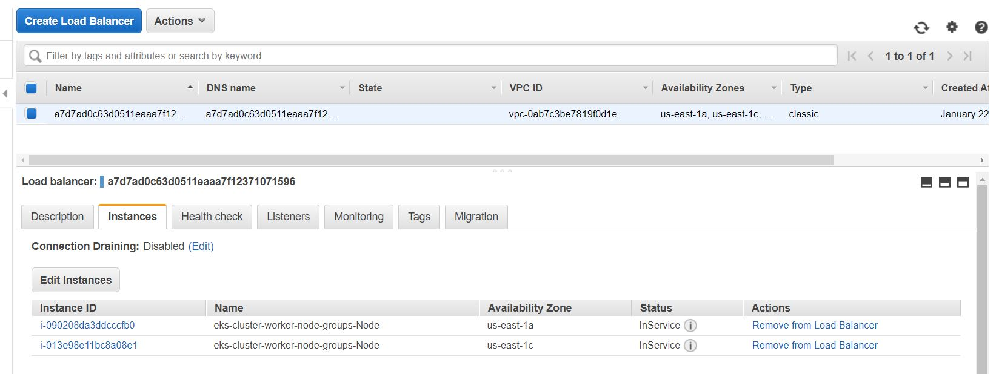 Create Load Balancer Actions
Filter by tags and attributes or search by keyword 1 to 1 of 1
Name DNS name State VPC ID Availability Zones Type Created At
a7d7ad0c63d0511eaaa7f12... a7d7ad0c63d0511eaaa7f12... vpc-0ab7c3be7819f0d1e us-east-1a, us-east-1c, ... classic January 22
Load balancer: a7d7ad0c63d0511eaaa7f12371071596
Description Instances Health check Listeners Monitoring Tags Migration
Connection Draining: Disabled (Edit)
Edit Instances
Instance ID Name Availability Zone Status Actions
i-090208da3ddcccfb0 eks-cluster-worker-node-groups-Node us-east-1a InService Remove from Load Balancer
i-013e98e11bc8a08e1 eks-cluster-worker-node-groups-Node us-east-1c InService Remove from Load Balancer